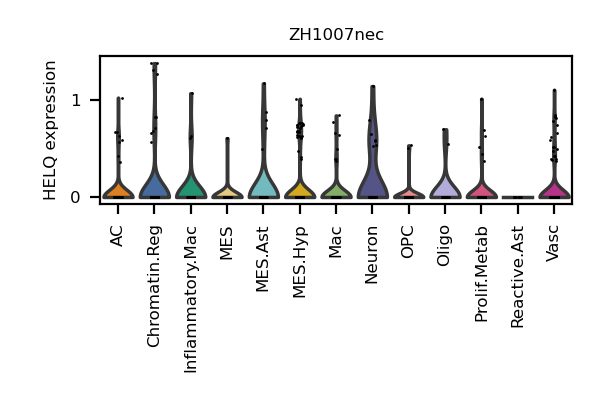 ZH1007nec
HELQ expression
1
0
AC
Chromatin.Reg
Inflammatory.Mac
MES
MES.Ast
MES.Hyp
Mac
Neuron
OPC
Oligo
Prolif.Metab
Reactive.Ast
Vasc